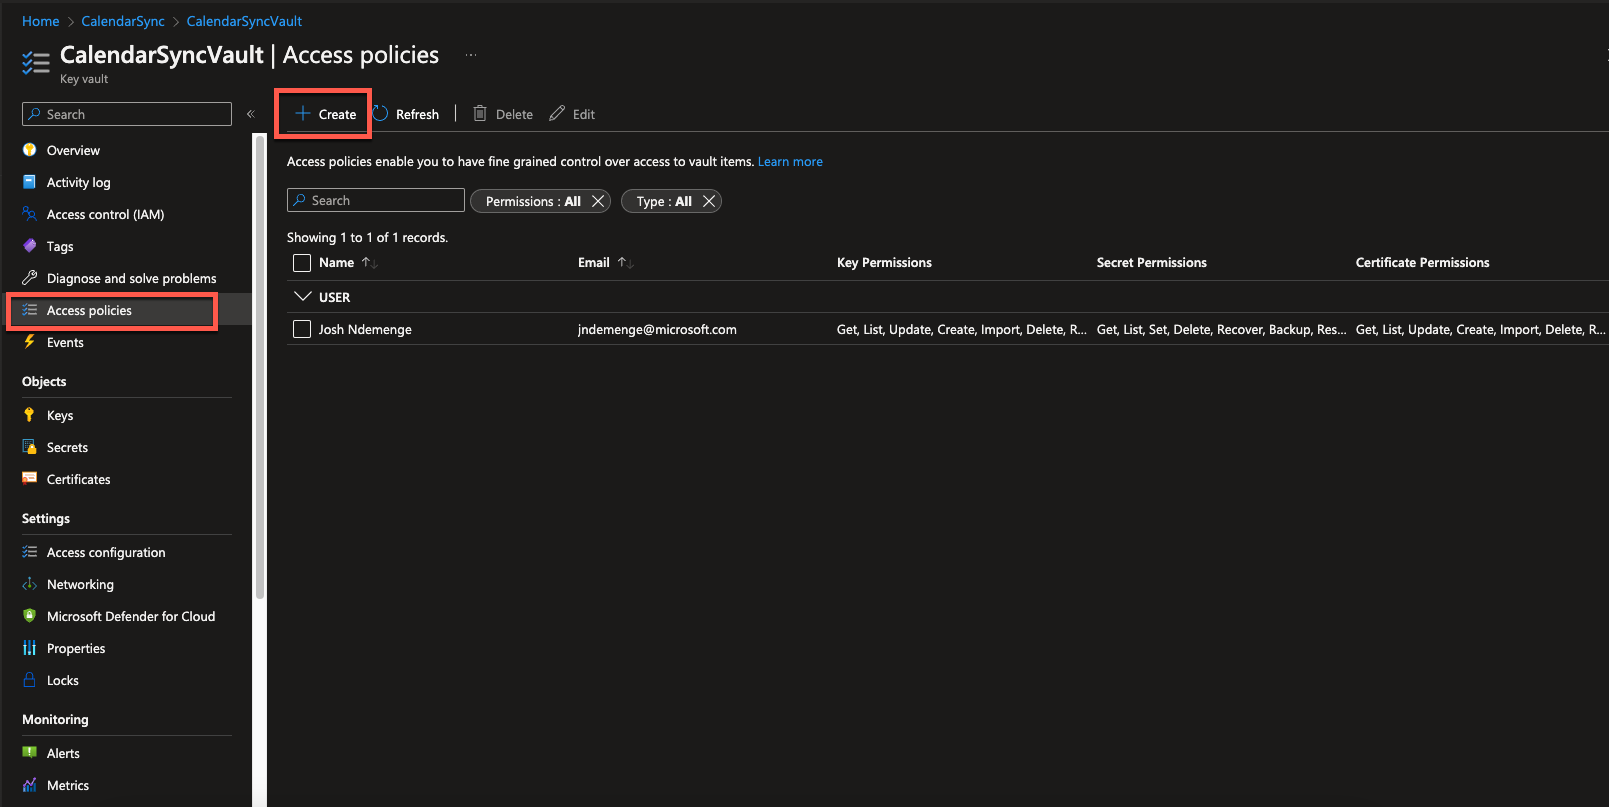 Home > CalendarSync > CalendarSyncVault
CalendarSyncVault | Access policies ...
Key vault
Search «
Overview
Activity log
Access control (IAM)
Tags
Diagnose and solve problems
Access policies
Events
Objects
Keys
Secrets
Certificates
Settings
Access configuration
Networking
Microsoft Defender for Cloud
Properties
Locks
Monitoring
Alerts
Metrics
+ Create Refresh | Delete Edit
Access policies enable you to have fine grained control over access to vault items. Learn more
Search Permissions : All Type : All
Showing 1 to 1 of 1 records.
Name ↑↓ Email ↑↓ Key Permissions Secret Permissions Certificate Permissions
USER
Josh Ndemenge jndemenge@microsoft.com Get, List, Update, Create, Import, Delete, R... Get, List, Set, Delete, Recover, Backup, Res... Get, List, Update, Create, Import, Delete, R...